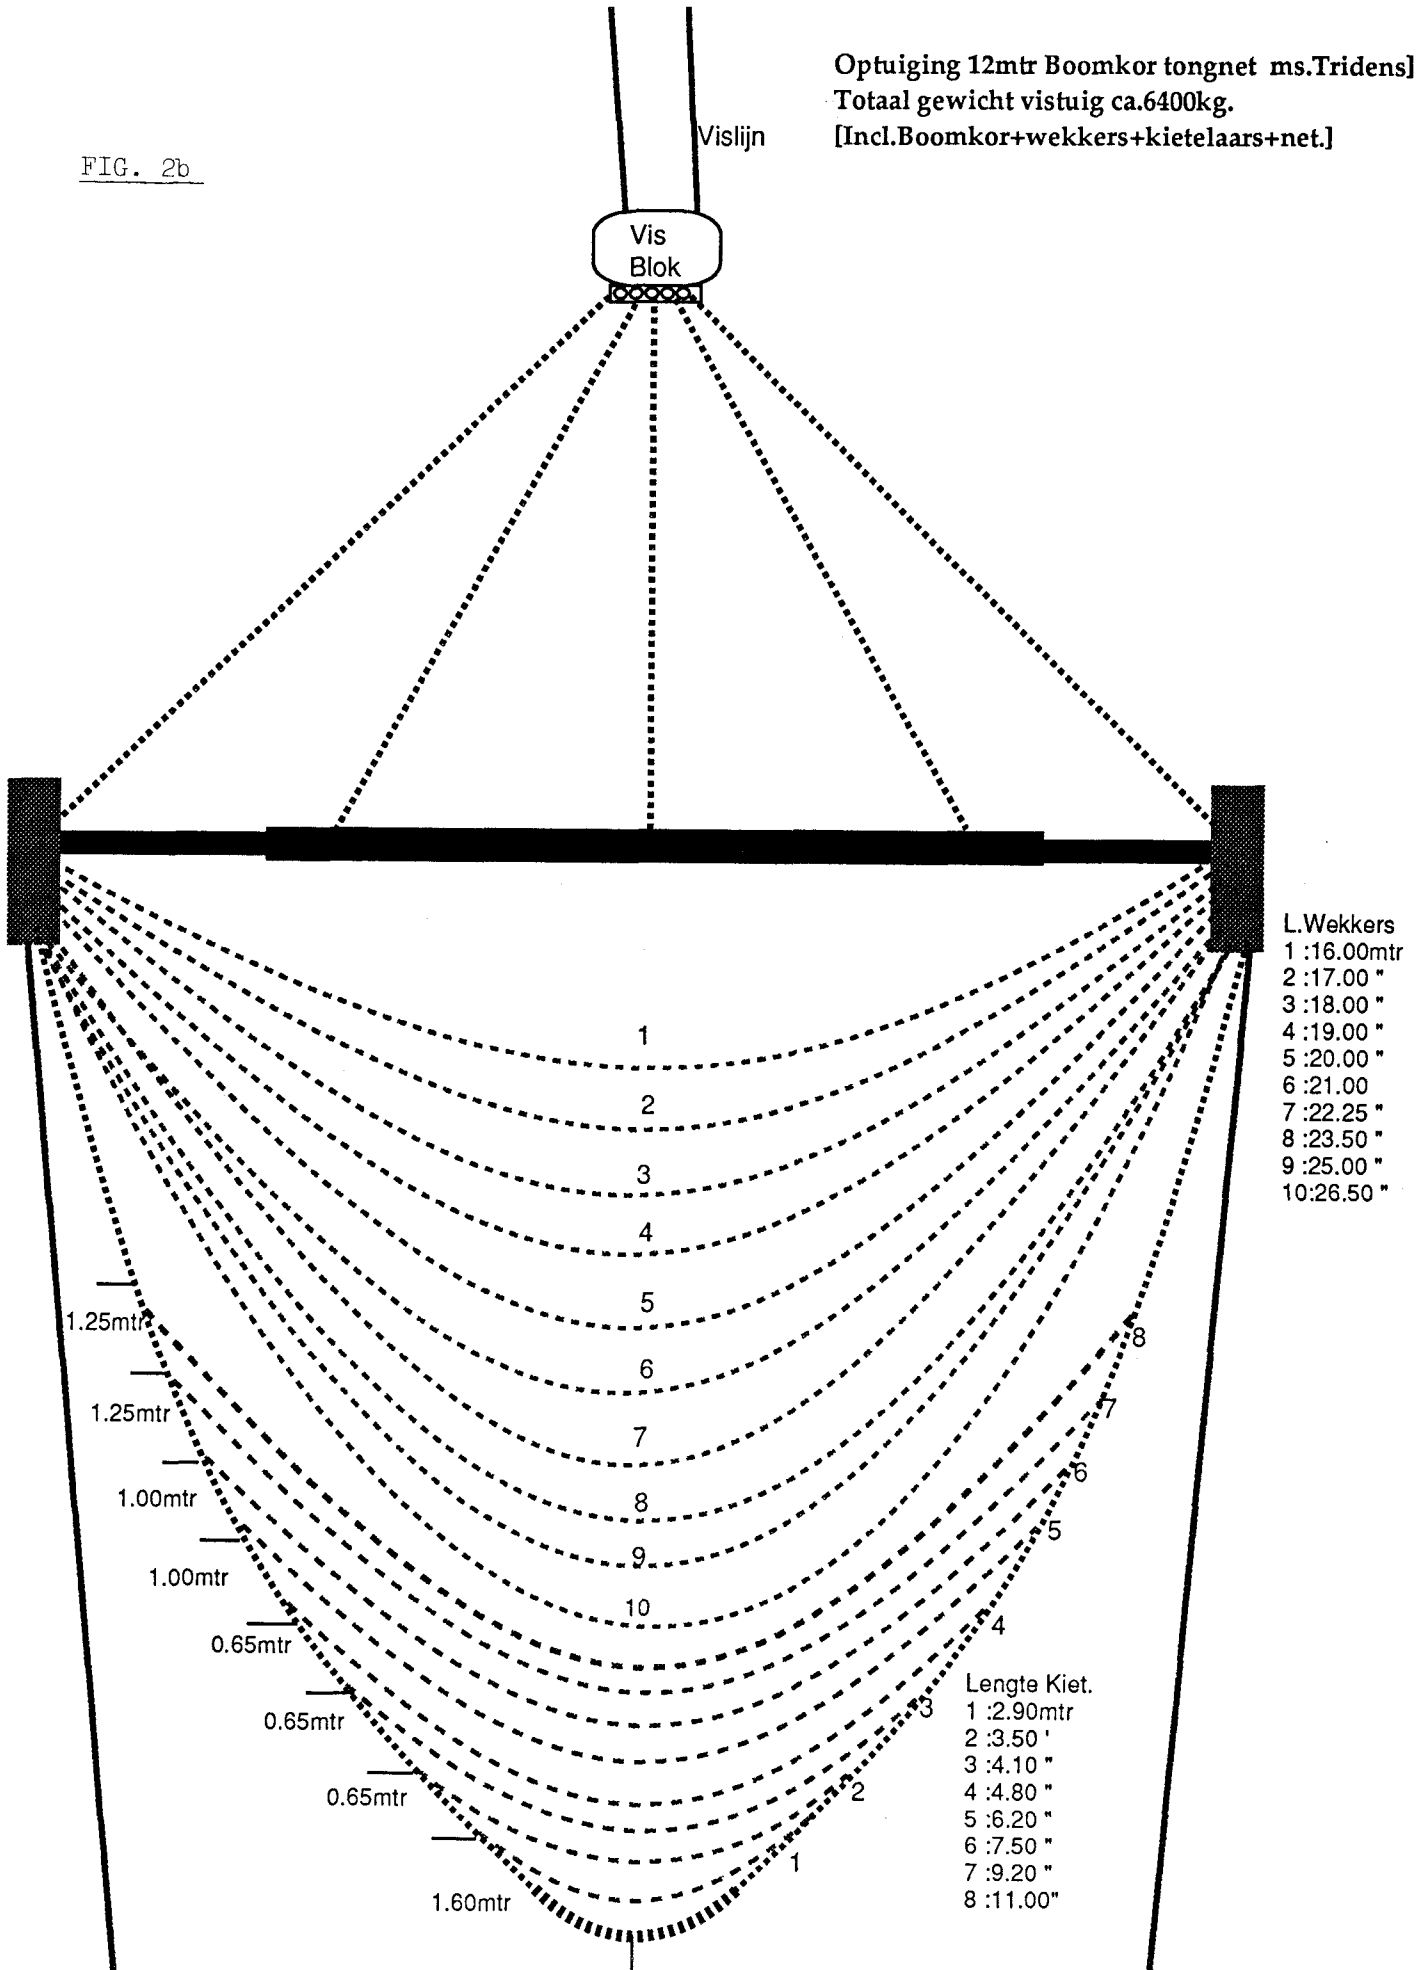 Optuiging 12mtr Boomkor tongnet ms.Tridens]
Totaal gewicht vistuig ca.6400kg.
[Incl.Boomkor+wekkers+kietelaars+net.]
Vislijn
FIG. 2b
Vis
Blok
L.Wekkers
1 :16.00mtr
2 :17.00 "
3 :18.00 "
4 :19.00 "
5 :20.00 "
6 :21.00
7 :22.25 "
8 :23.50 "
9 :25.00 "
10:26.50 "
1
2
3
4
5
6
7
8
9
10
1.25mtr
1.25mtr
1.00mtr
1.00mtr
0.65mtr
0.65mtr
0.65mtr
1.60mtr
8
7
6
5
4
3
2
1
Lengte Kiet.
1 :2.90mtr
2 :3.50 '
3 :4.10 "
4 :4.80 "
5 :6.20 "
6 :7.50 "
7 :9.20 "
8 :11.00"